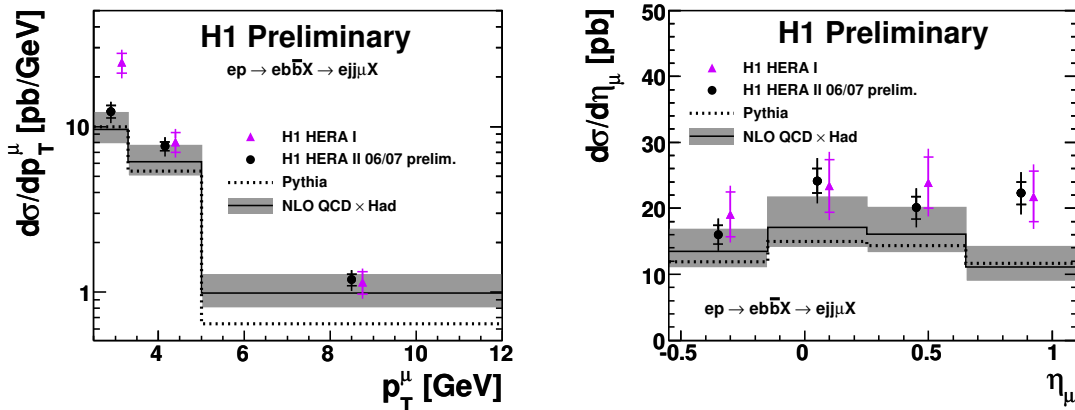 H1 Preliminary
ep → ebb̅X → ejjμX
H1 HERA I
H1 HERA II 06/07 prelim.
Pythia
NLO QCD × Had
dσ/dp_T^μ [pb/GeV]
10
1
4 6 8 10 12
p_T^μ [GeV]
H1 Preliminary
H1 HERA I
H1 HERA II 06/07 prelim.
Pythia
NLO QCD × Had
ep → ebb̅X → ejjμX
dσ/dη_μ [pb]
50
40
30
20
10
0
-0.5 0 0.5 1
η_μ